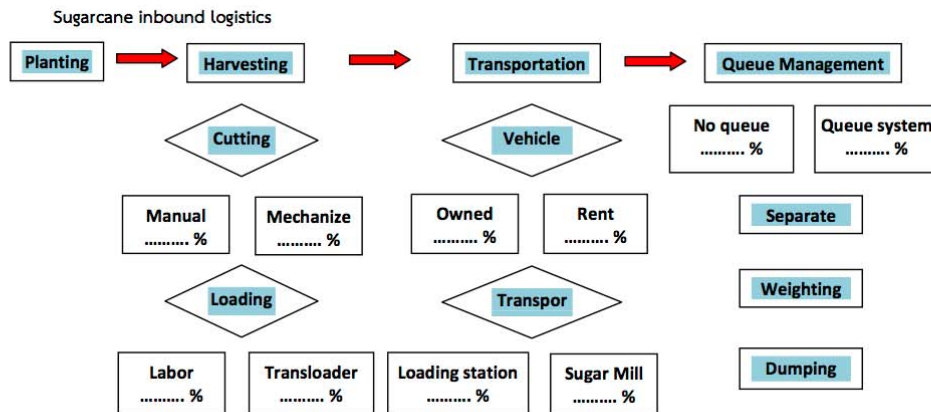 Sugarcane inbound logistics
Planting
Harvesting
Transportation
Queue Management
Cutting
Vehicle
No queue
.......... %
Queue system
.......... %
Manual
.......... %
Mechanize
.......... %
Owned
.......... %
Rent
.......... %
Separate
Loading
Transpor
Weighting
Labor
.......... %
Transloader
.......... %
Loading station
.......... %
Sugar Mill
.......... %
Dumping